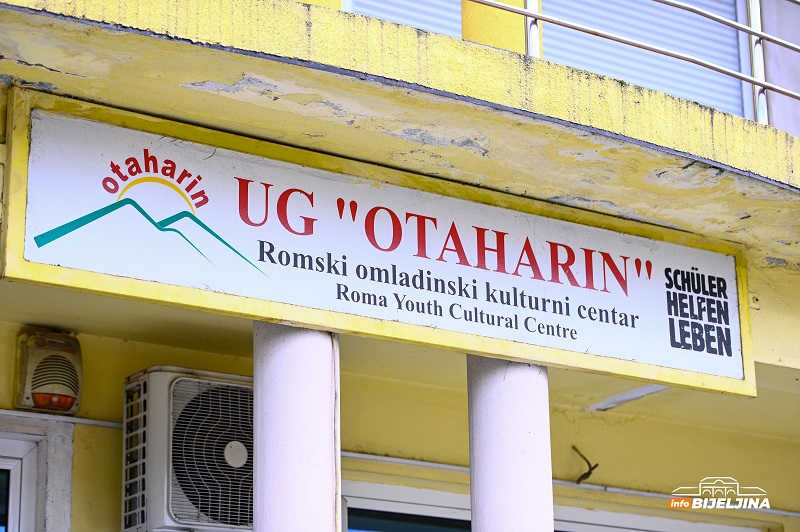 otaharin
UG "OTAHARIN"
Romski omladinski kulturni centar
Roma Youth Cultural Centre
SCHÜLER
HELFEN
LEBEN
info BIJELJINA